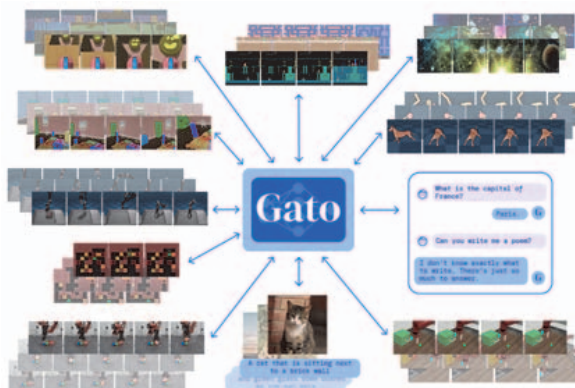 Gato
What is the capital of
France?
Paris.
G
Can you write me a poem?
I don't know exactly what
to write. There's just so
much to answer.
G
A cat that is sitting next
to a brick wall